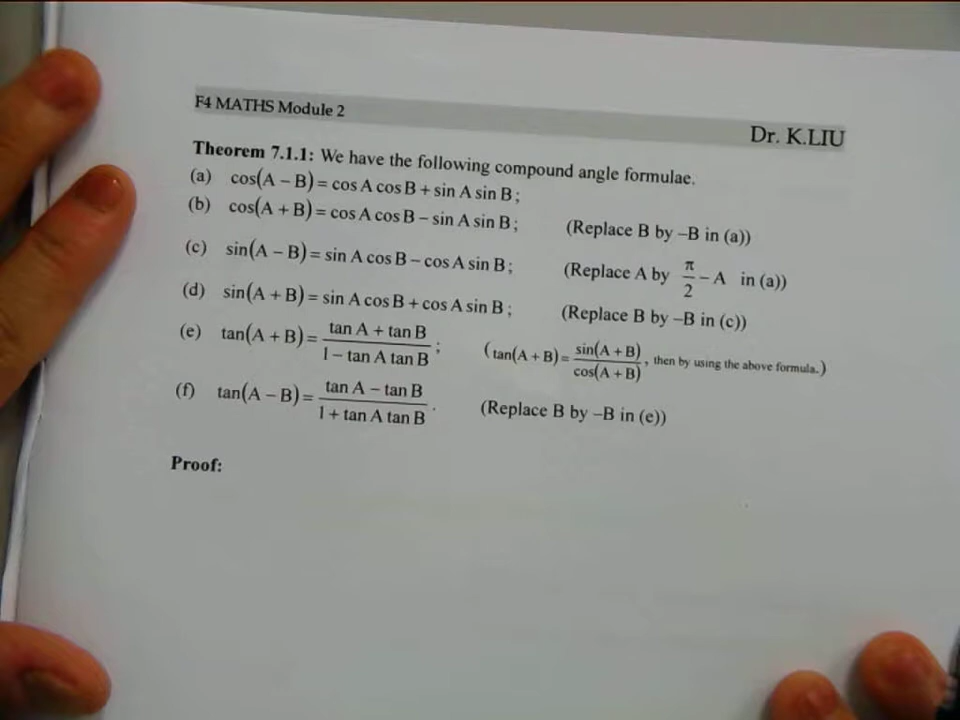 F4 MATHS Module 2
Dr. K.LIU
Theorem 7.1.1: We have the following compound angle formulae.
(a) cos(A − B) = cos A cos B + sin A sin B ;
(b) cos(A + B) = cos A cos B − sin A sin B ; (Replace B by −B in (a))
(c) sin(A − B) = sin A cos B − cos A sin B ; (Replace A by π/2 − A in (a))
(d) sin(A + B) = sin A cos B + cos A sin B ; (Replace B by −B in (c))
(e) tan(A + B) = (tan A + tan B)/(1 − tan A tan B) ; (tan(A + B) = sin(A + B)/cos(A + B) , then by using the above formula.)
(f) tan(A − B) = (tan A − tan B)/(1 + tan A tan B) . (Replace B by −B in (e))
Proof: